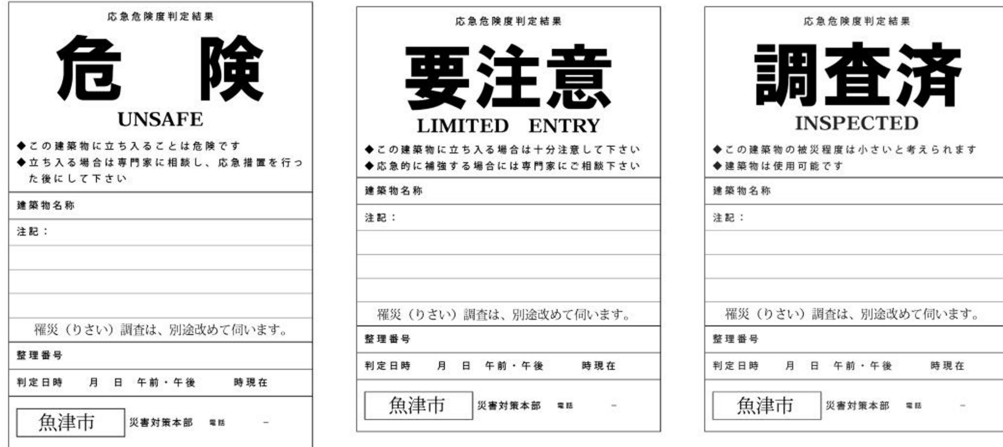 応急危険度判定結果
危 険
UNSAFE
◆この建築物に立ち入ることは危険です
◆立ち入る場合は専門家に相談し、応急措置を行っ
た後にして下さい
建築物名称
注記：
罹災（りさい）調査は、別途改めて伺います。
整理番号
判定日時 月 日 午前・午後 時現在
魚津市 災害対策本部 電話 −
応急危険度判定結果
要注意
LIMITED ENTRY
◆この建築物に立ち入る場合は十分注意して下さい
◆応急的に補強する場合には専門家にご相談下さい
建築物名称
注記：
罹災（りさい）調査は、別途改めて伺います。
整理番号
判定日時 月 日 午前・午後 時現在
魚津市 災害対策本部 電話 −
応急危険度判定結果
調査済
INSPECTED
◆この建築物の被災程度は小さいと考えられます
◆建築物は使用可能です
建築物名称
注記：
罹災（りさい）調査は、別途改めて伺います。
整理番号
判定日時 月 日 午前・午後 時現在
魚津市 災害対策本部 電話 −